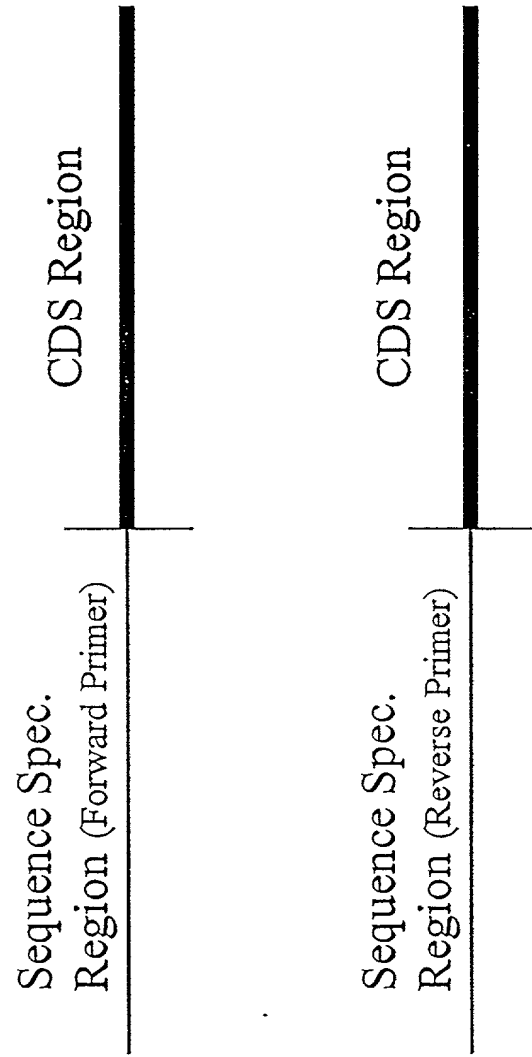 Sequence Spec.
Region (Forward Primer)
CDS Region
Sequence Spec.
Region (Reverse Primer)
CDS Region